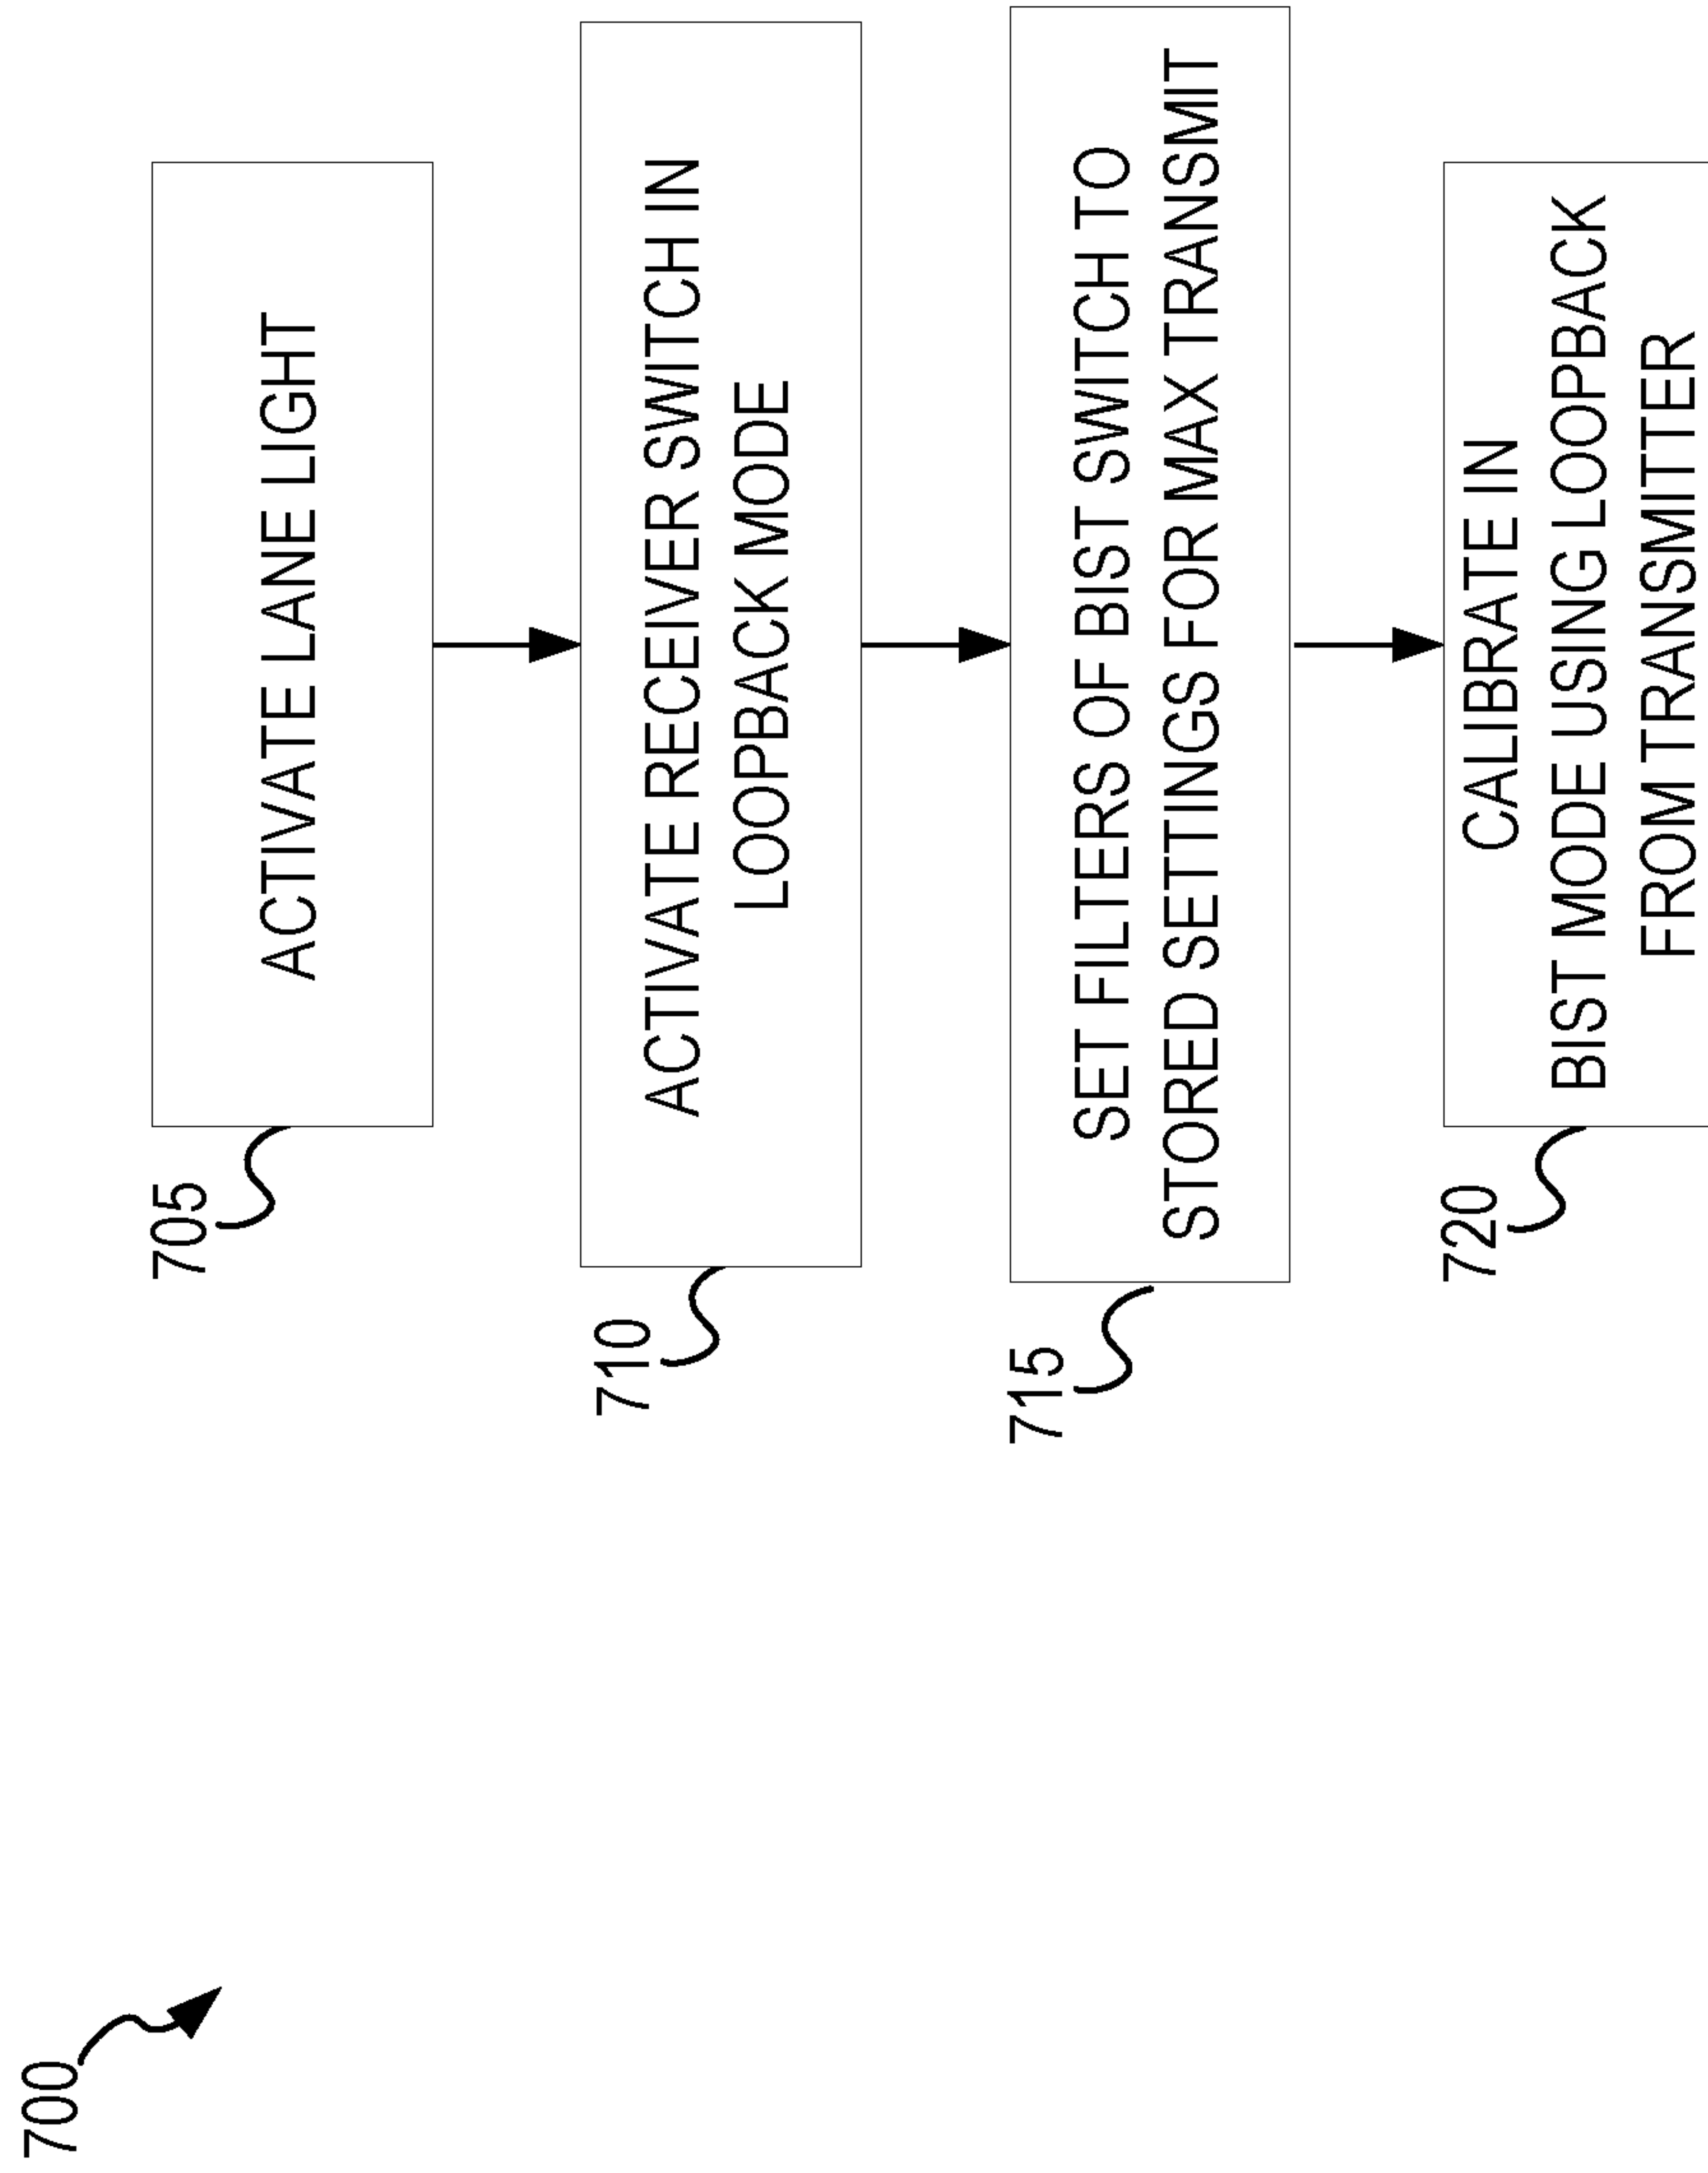 700
705
ACTIVATE LANE LIGHT
710
ACTIVATE RECEIVER SWITCH IN
LOOPBACK MODE
715
SET FILTERS OF BIST SWITCH TO
STORED SETTINGS FOR MAX TRANSMIT
720
CALIBRATE IN
BIST MODE USING LOOPBACK
FROM TRANSMITTER